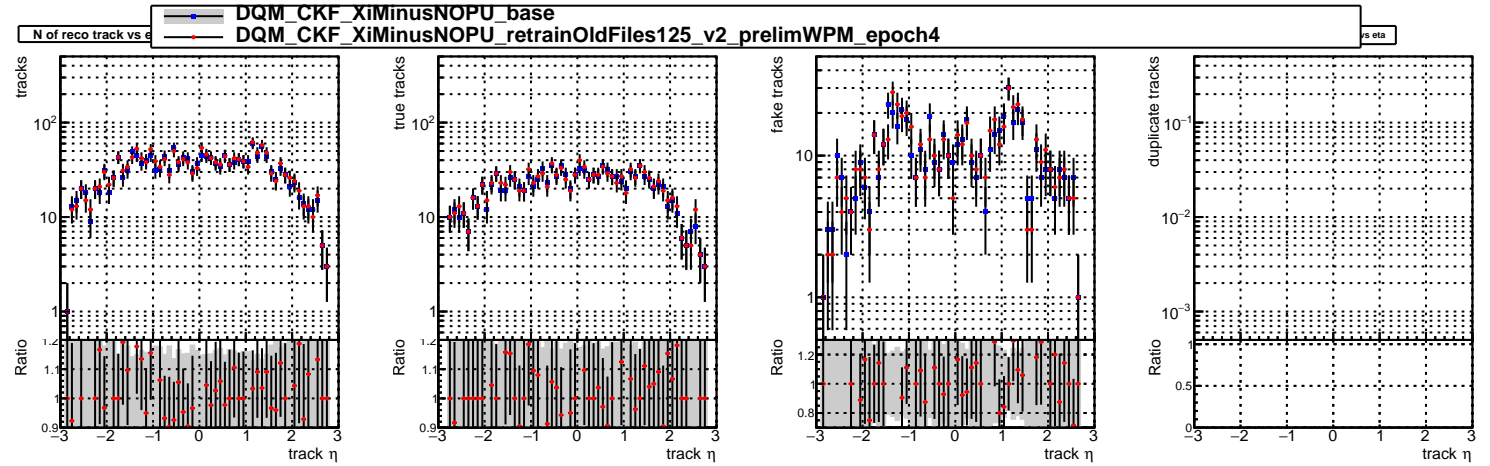 DQM_CKF_XiMinusNOPU_base
DQM_CKF_XiMinusNOPU_retrainOldFiles125_v2_prelimWPM_epoch4
N of reco track vs e
vs eta
tracks
10²
10
1
Ratio
1.2
1.1
1
0.9
−3 −2 −1 0 1 2 3
track η
true tracks
10²
10
1
Ratio
1.2
1.1
1
0.9
−3 −2 −1 0 1 2 3
track η
fake tracks
10
1
Ratio
1.2
1
0.8
−3 −2 −1 0 1 2 3
track η
duplicate tracks
10⁻¹
10⁻²
10⁻³
Ratio
1
0.5
0
−3 −2 −1 0 1 2 3
track η